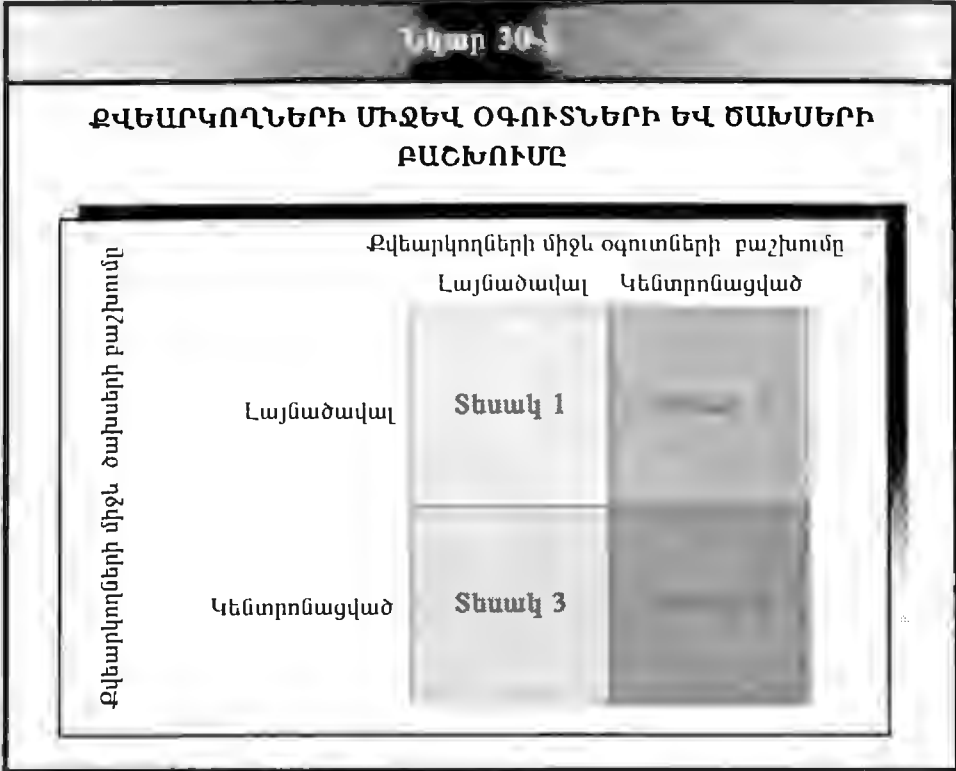 Նկար 30
ՔՎԵԱՐԿՈՂՆԵՐԻ ՄԻՋԵՎ ՕԳՈՒՏՆԵՐԻ ԵՎ ԾԱԽՍԵՐԻ
ԲԱՇԽՈՒՄԸ
Քվեարկողների միջև օգուտների բաշխումը
Լայնածավալ Կենտրոնացված
Քվեարկողների միջև ծախսերի բաշխումը
Լայնածավալ
Տեսակ 1
Կենտրոնացված
Տեսակ 3